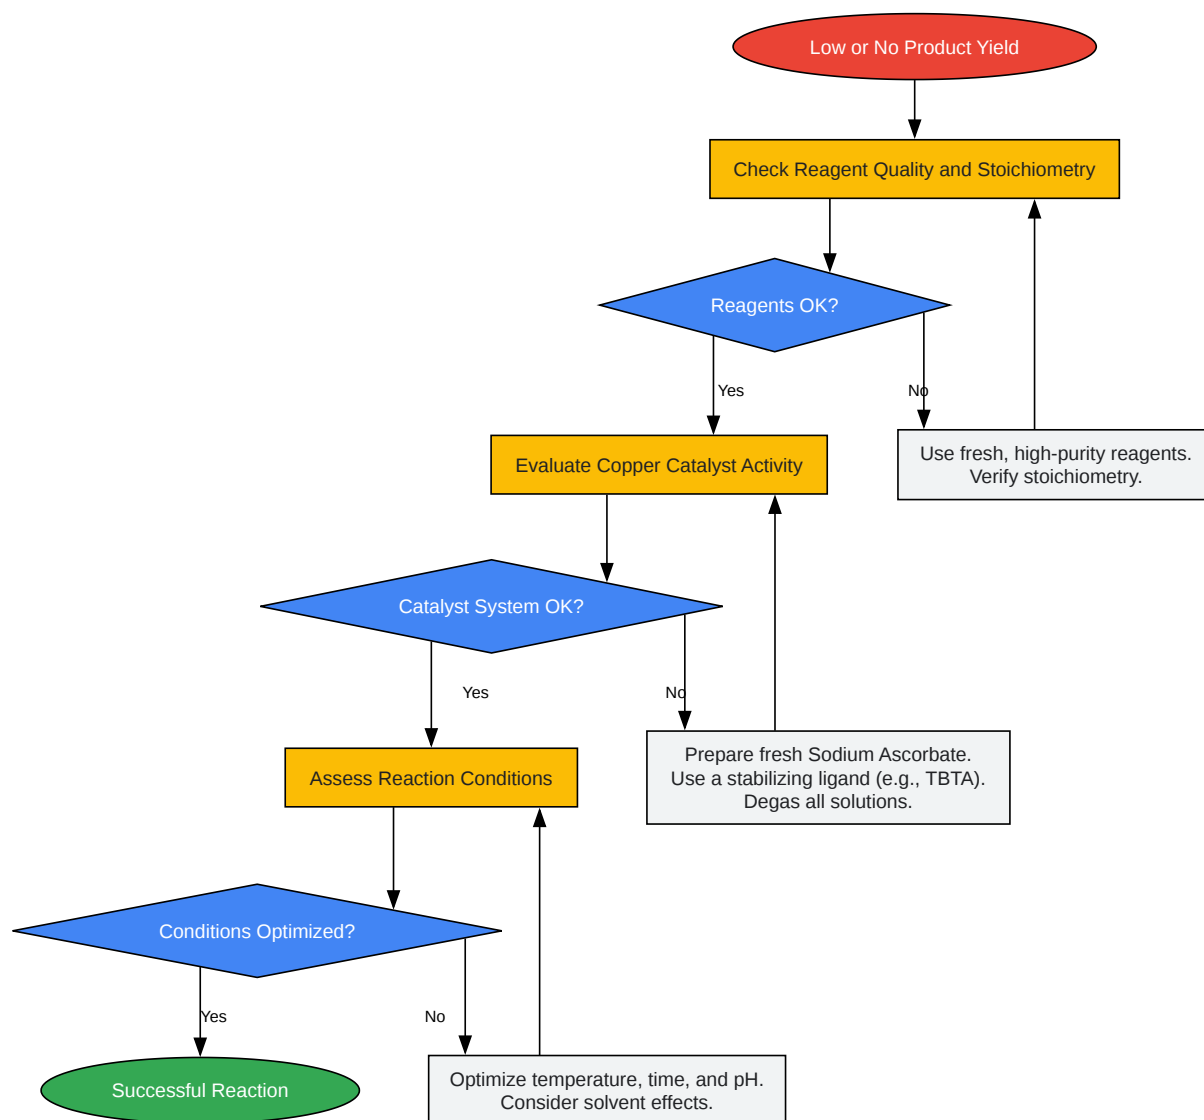 Low or No Product Yield
Check Reagent Quality and Stoichiometry
Reagents OK?
Yes
No
Use fresh, high-purity reagents.
Verify stoichiometry.
Evaluate Copper Catalyst Activity
Catalyst System OK?
Yes
No
Prepare fresh Sodium Ascorbate.
Use a stabilizing ligand (e.g., TBTA).
Degas all solutions.
Assess Reaction Conditions
Conditions Optimized?
Yes
No
Successful Reaction
Optimize temperature, time, and pH.
Consider solvent effects.